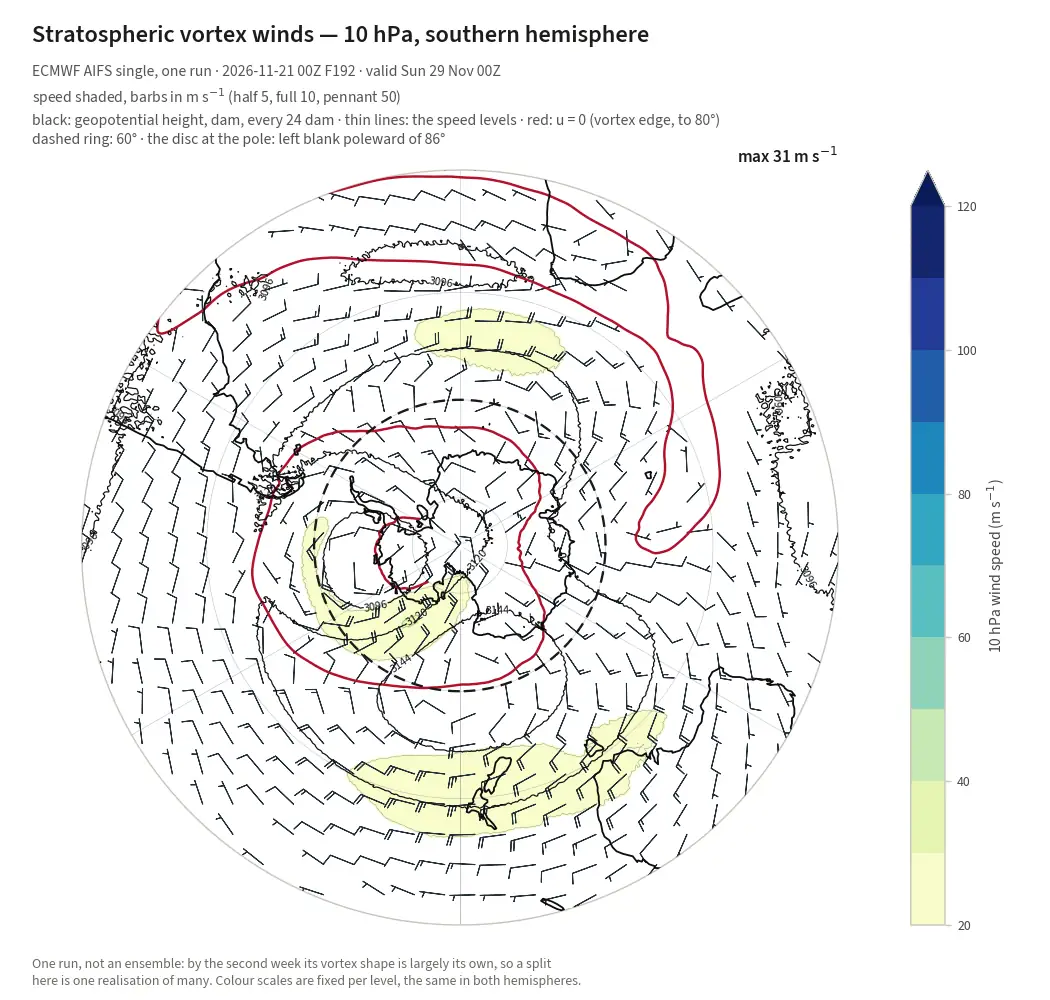 Stratospheric vortex winds — 10 hPa, southern hemisphere
ECMWF AIFS single, one run · 2026-11-21 00Z F192 · valid Sun 29 Nov 00Z
speed shaded, barbs in m s⁻¹ (half 5, full 10, pennant 50)
black: geopotential height, dam, every 24 dam · thin lines: the speed levels · red: u = 0 (vortex edge, to 80°)
dashed ring: 60° · the disc at the pole: left blank poleward of 86°
max 31 m s⁻¹
120
100
80
60
40
20
10 hPa wind speed (m s⁻¹)
3096
3096
3096
3120
3096
3144
3120
3144
One run, not an ensemble: by the second week its vortex shape is largely its own, so a split
here is one realisation of many. Colour scales are fixed per level, the same in both hemispheres.